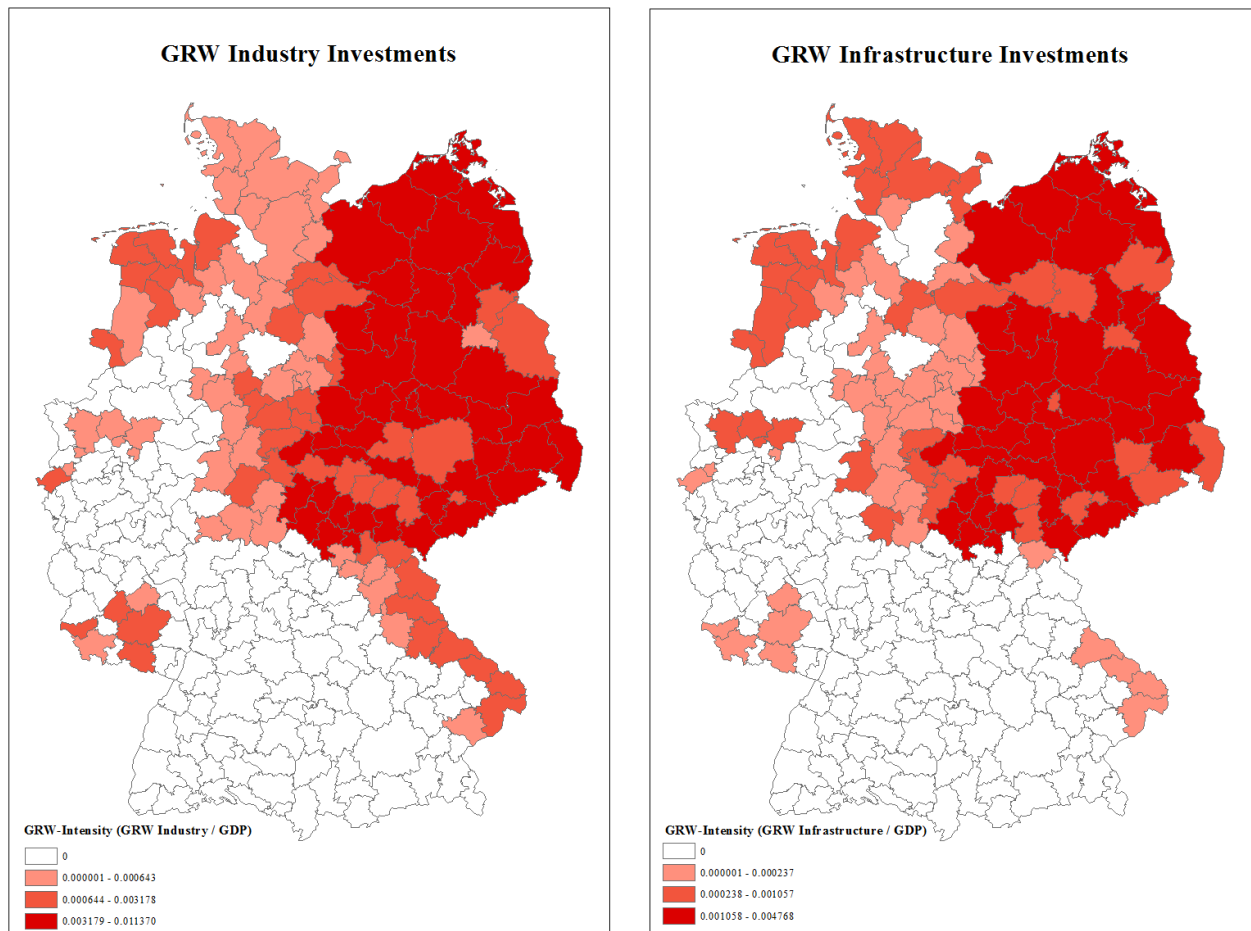 GRW Industry Investments
GRW-Intensity (GRW Industry / GDP)
0
0.000001 - 0.000643
0.000644 - 0.003178
0.003179 - 0.011370
GRW Infrastructure Investments
GRW-Intensity (GRW Infrastructure / GDP)
0
0.000001 - 0.000237
0.000238 - 0.001057
0.001058 - 0.004768